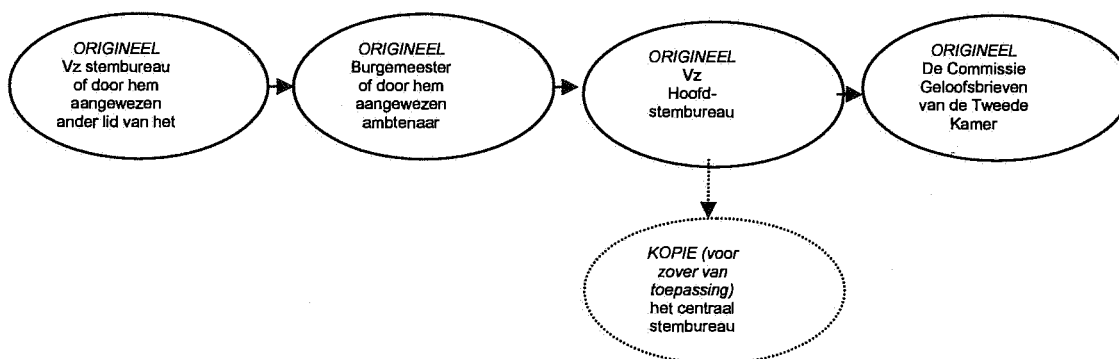 ORIGINEEL
Vz stembureau
of door hem
aangewezen
ander lid van het
ORIGINEEL
Burgemeester
of door hem
aangewezen
ambtenaar
ORIGINEEL
Vz
Hoofd-
stembureau
ORIGINEEL
De Commissie
Geloofsbrieven
van de Tweede
Kamer
KOPIE (voor
zover van
toepassing)
het centraal
stembureau